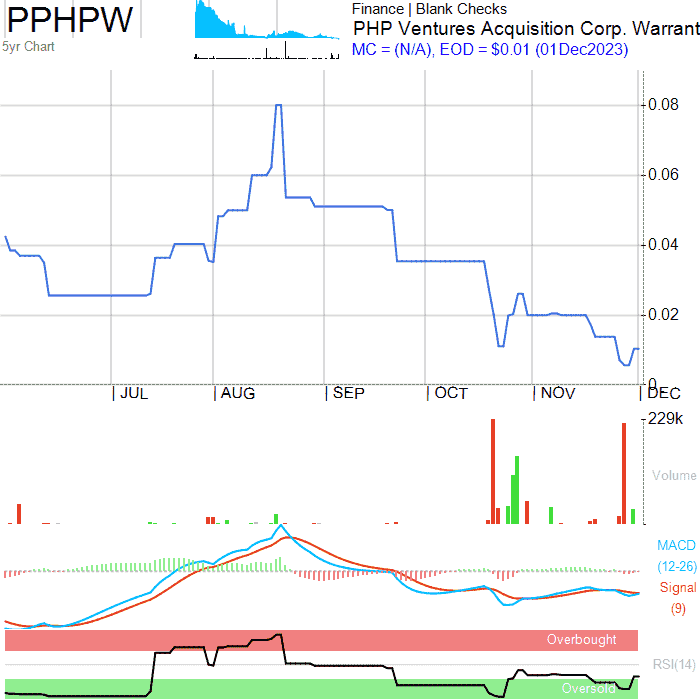 PPHPW
5yr Chart
Finance | Blank Checks
PHP Ventures Acquisition Corp. Warrant
MC = (N/A), EOD = $0.01 (01Dec2023)
0.08
0.06
0.04
0.02
0
JUL AUG SEP OCT NOV DEC
229k
Volume
MACD
(12-26)
Signal
(9)
Overbought
RSI(14)
Oversold